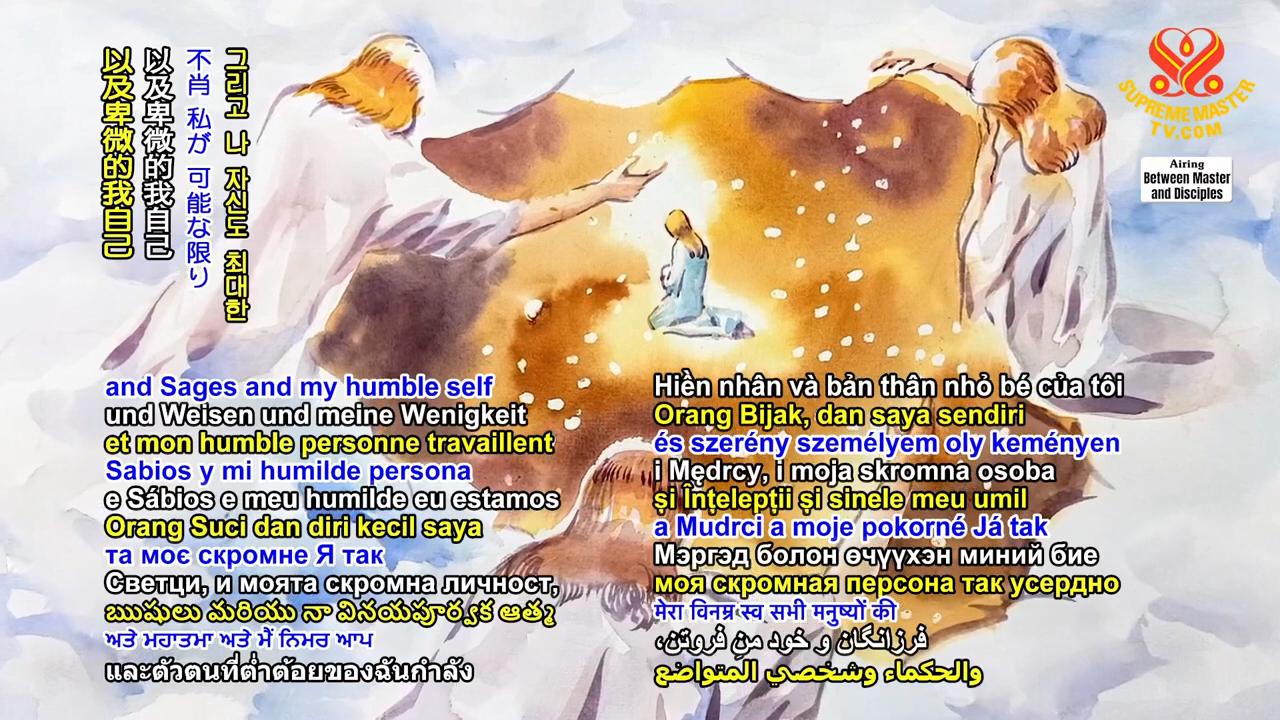 以及卑微的我自己
以及卑微的我自己
不肖 私が 可能な限り
그리고 나 자신도 최대한
SUPREME MASTER
TV.COM
Airing
Between Master
and Disciples
and Sages and my humble self
und Weisen und meine Wenigkeit
et mon humble personne travaillent
Sabios y mi humilde persona
e Sábios e meu humilde eu estamos
Orang Suci dan diri kecil saya
та моє скромне Я так
Светци, и моята скромна личност,
ఋషులు మరియు నా వినయపూర్వక ఆత్మ
ਅਤੇ ਮਹਾਤਮਾ ਅਤੇ ਮੈਂ ਨਿਮਰ ਆਪ
และตัวตนที่ต่ำต้อยของฉันกำลัง
Hiền nhân và bản thân nhỏ bé của tôi
Orang Bijak, dan saya sendiri
és szerény személyem oly keményen
i Mędrcy, i moja skromna osoba
și Înțelepții și sinele meu umil
a Mudrci a moje pokorné Já tak
Мэргэд болон өчүүхэн миний бие
моя скромная персона так усердно
मेरा विनम्र स्व सभी मनुष्यों की
فرزانگان و خود منِ فروتن،
والحكماء وشخصي المتواضع